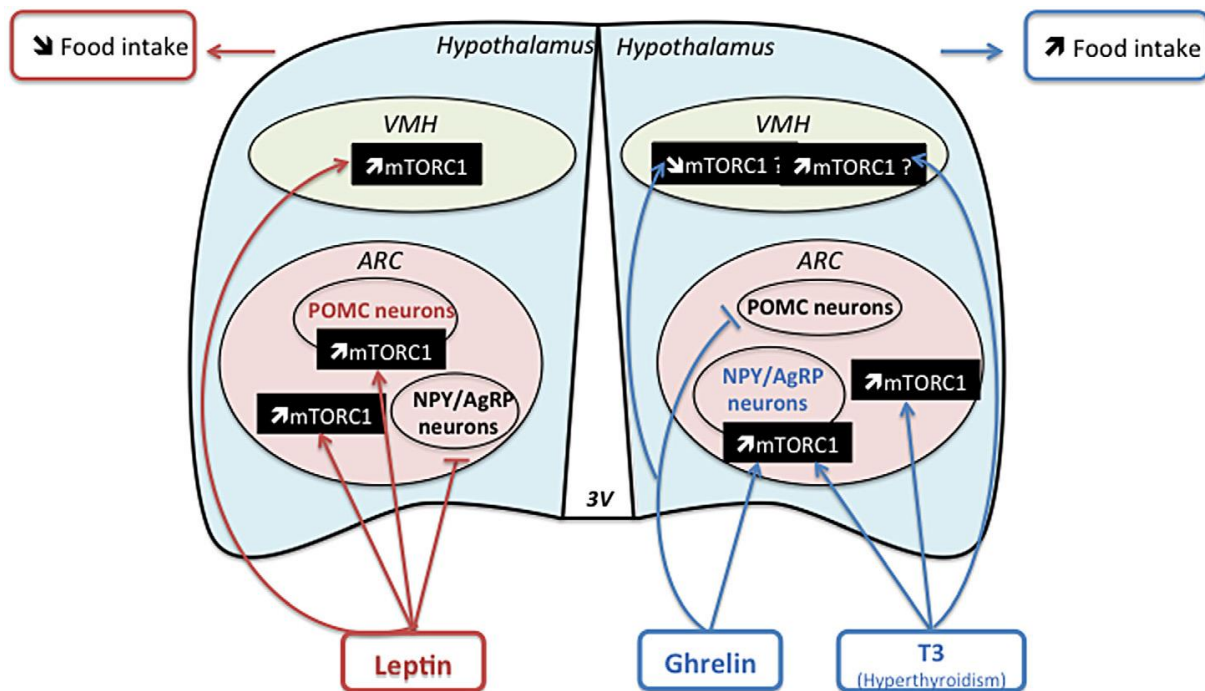 ↘ Food intake
Hypothalamus
Hypothalamus
↗ Food intake
VMH
↗mTORC1
VMH
↘mTORC1 ?
↗mTORC1 ?
ARC
POMC neurons
↗mTORC1
↗mTORC1
NPY/AgRP
neurons
ARC
POMC neurons
NPY/AgRP
neurons
↗mTORC1
↗mTORC1
3V
Leptin
Ghrelin
T3
(Hyperthyroidism)